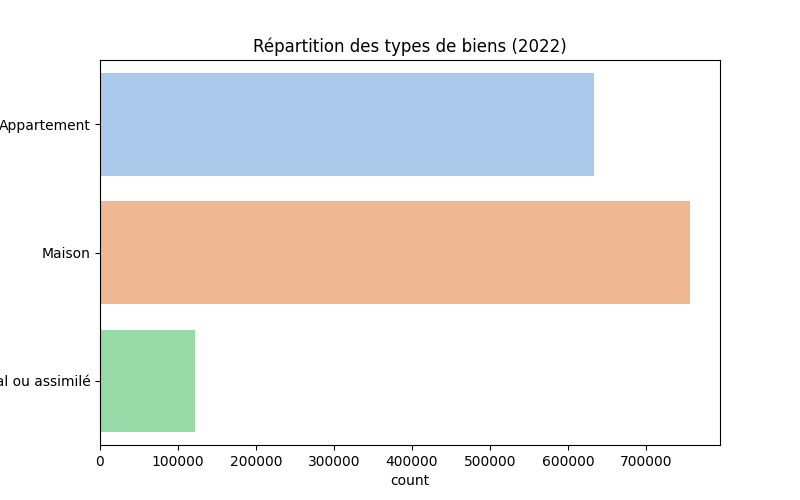 Répartition des types de biens (2022)
Appartement
Maison
al ou assimilé
0 100000 200000 300000 400000 500000 600000 700000
count